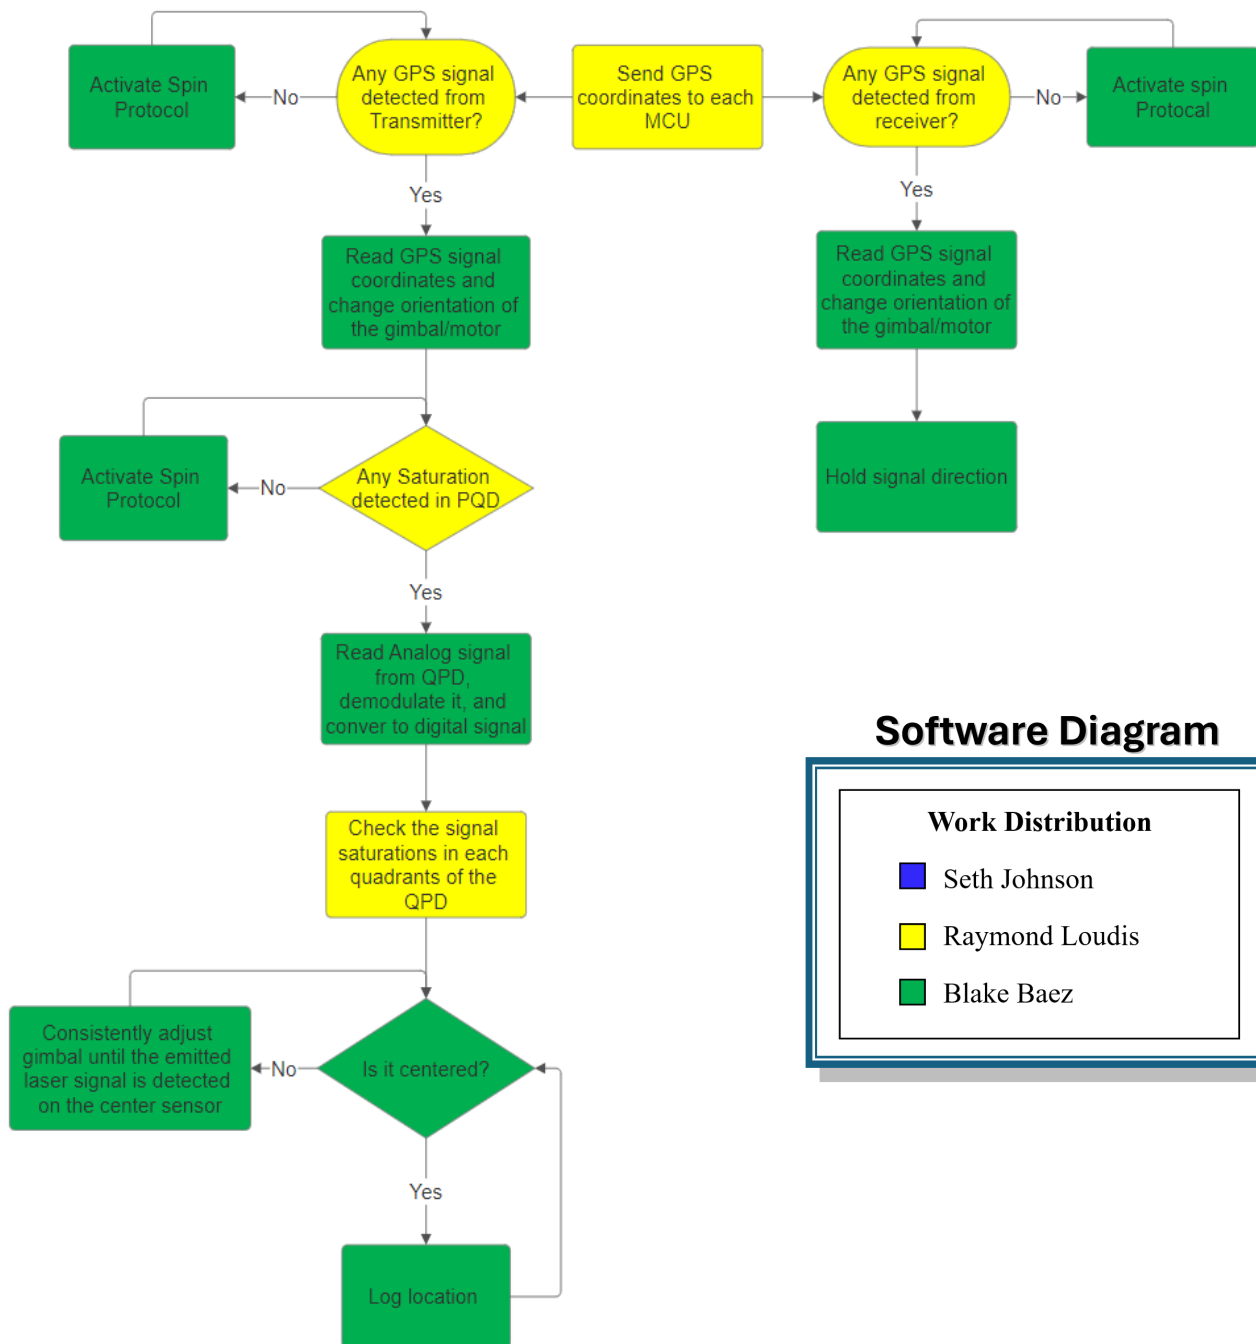 Activate Spin
Protocol
No
Any GPS signal
detected from
Transmitter?
Send GPS
coordinates to each
MCU
Any GPS signal
detected from
receiver?
No
Activate spin
Protocal
Yes
Yes
Read GPS signal
coordinates and
change orientation of
the gimbal/motor
Read GPS signal
coordinates and
change orientation of
the gimbal/motor
Activate Spin
Protocol
No
Any Saturation
detected in PQD
Hold signal direction
Yes
Read Analog signal
from QPD,
demodulate it, and
conver to digital signal
Check the signal
saturations in each
quadrants of the
QPD
Consistently adjust
gimbal until the emitted
laser signal is detected
on the center sensor
No
Is it centered?
Yes
Log location
Software Diagram
Work Distribution
Seth Johnson
Raymond Loudis
Blake Baez